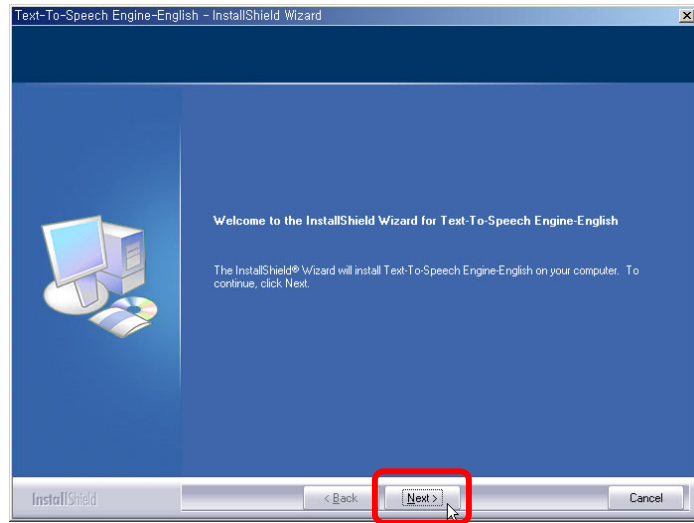 Text-To-Speech Engine-English - InstallShield Wizard
Welcome to the InstallShield Wizard for Text-To-Speech Engine-English
The InstallShield® Wizard will install Text-To-Speech Engine-English on your computer. To
continue, click Next.
InstallShield
< Back
Next >
Cancel